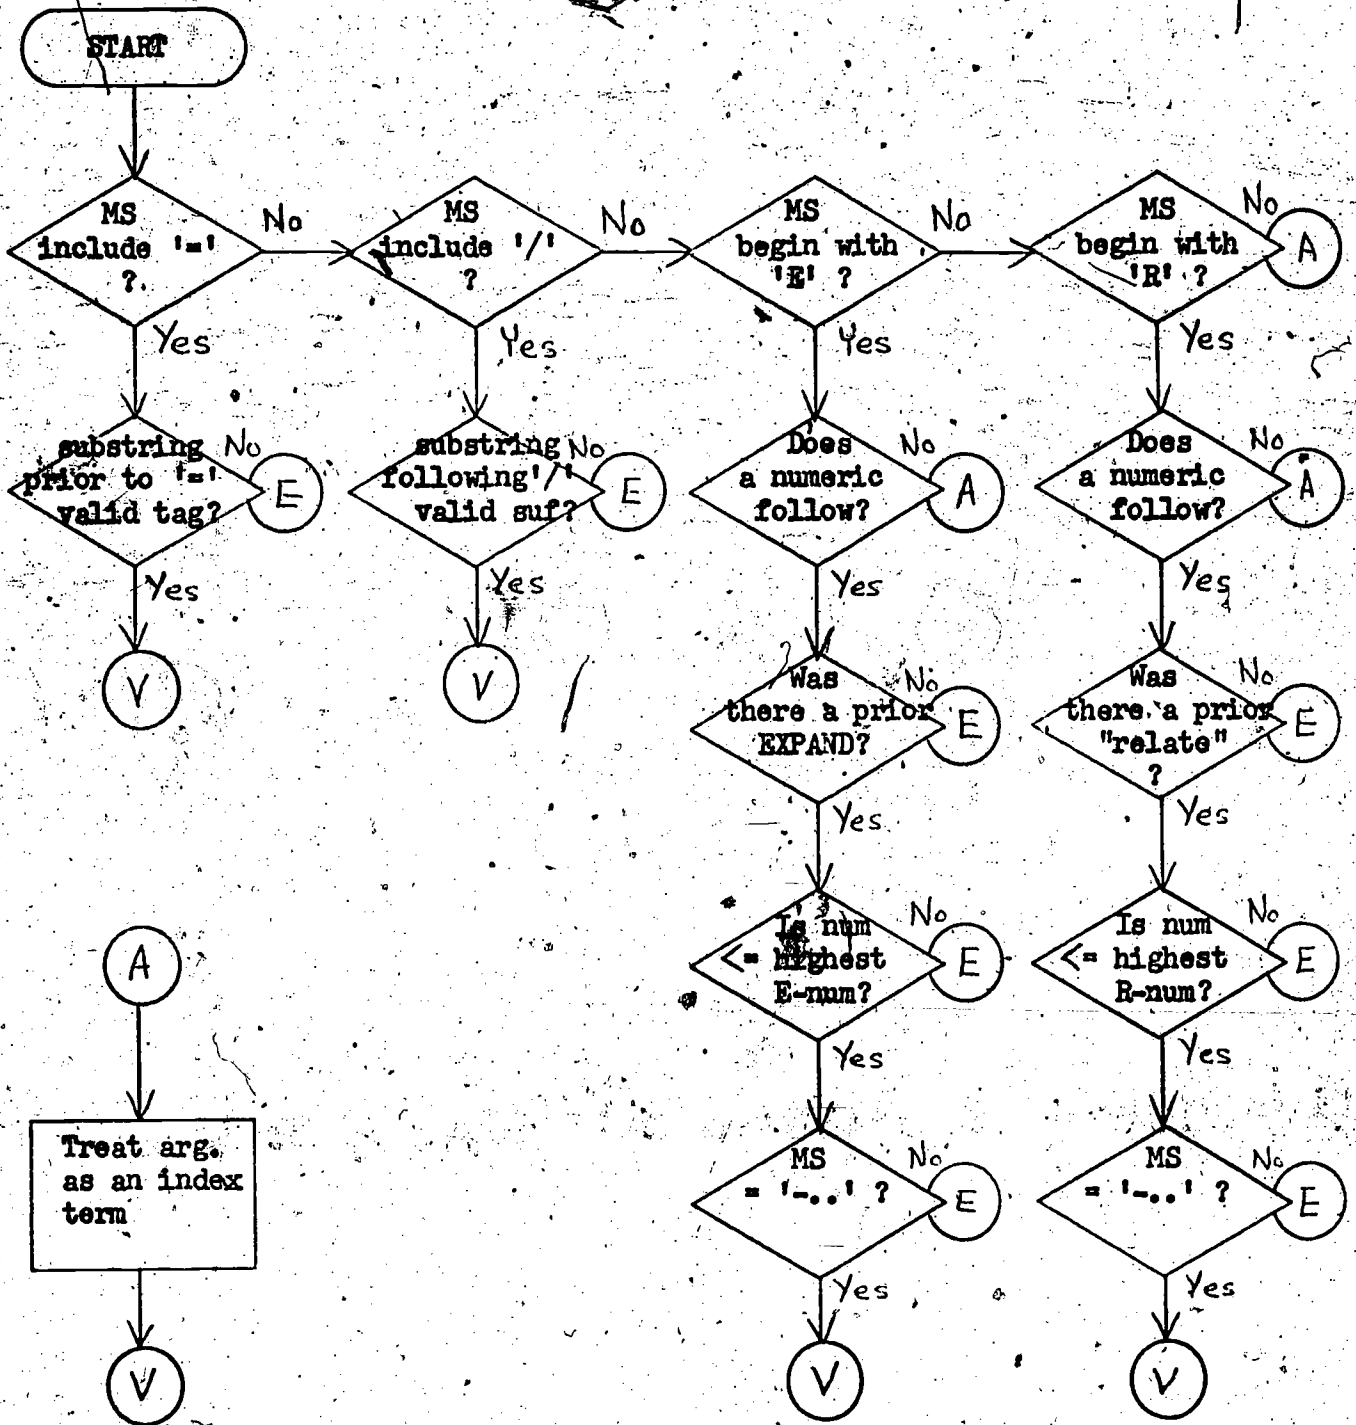 START
MS
include '='
?
No
MS
include '/'
?
No
MS
begin with
'E' ?
No
MS
begin with
'R' ?
No
A
Yes
Yes
Yes
Yes
substring
prior to '='
valid tag?
No
E
substring
following '/'
valid suf?
No
E
Does
a numeric
follow?
No
A
Does
a numeric
follow?
No
A
Yes
Yes
Yes
Yes
V
V
Was
there a prior
EXPAND?
No
E
Was
there a prior
"relate"
?
No
E
Yes
Yes
A
Is num
<= highest
E-num?
No
E
Is num
<= highest
R-num?
No
E
Yes
Yes
Treat arg.
as an index
term
MS
= '-..' ?
No
E
MS
= '-..' ?
No
E
Yes
Yes
V
V
V